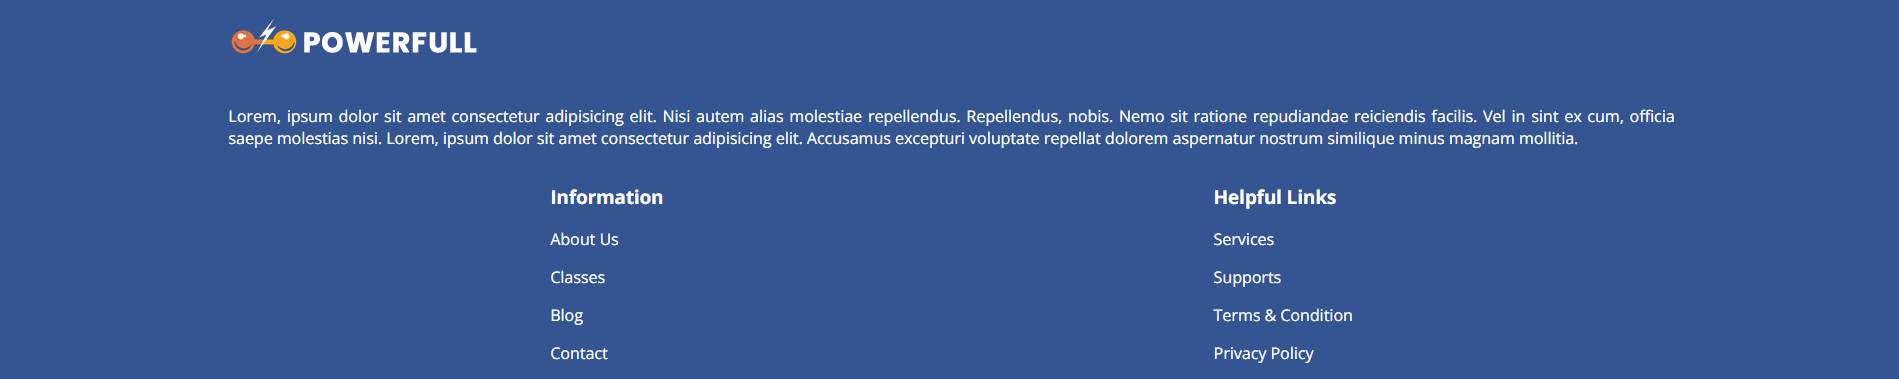 POWERFULL
Lorem, ipsum dolor sit amet consectetur adipisicing elit. Nisi autem alias molestiae repellendus. Repellendus, nobis. Nemo sit ratione repudiandae reiciendis facilis. Vel in sint ex cum, officia
saepe molestias nisi. Lorem, ipsum dolor sit amet consectetur adipisicing elit. Accusamus excepturi voluptate repellat dolorem aspernatur nostrum similique minus magnam mollitia.
Information
About Us
Classes
Blog
Contact
Helpful Links
Services
Supports
Terms & Condition
Privacy Policy